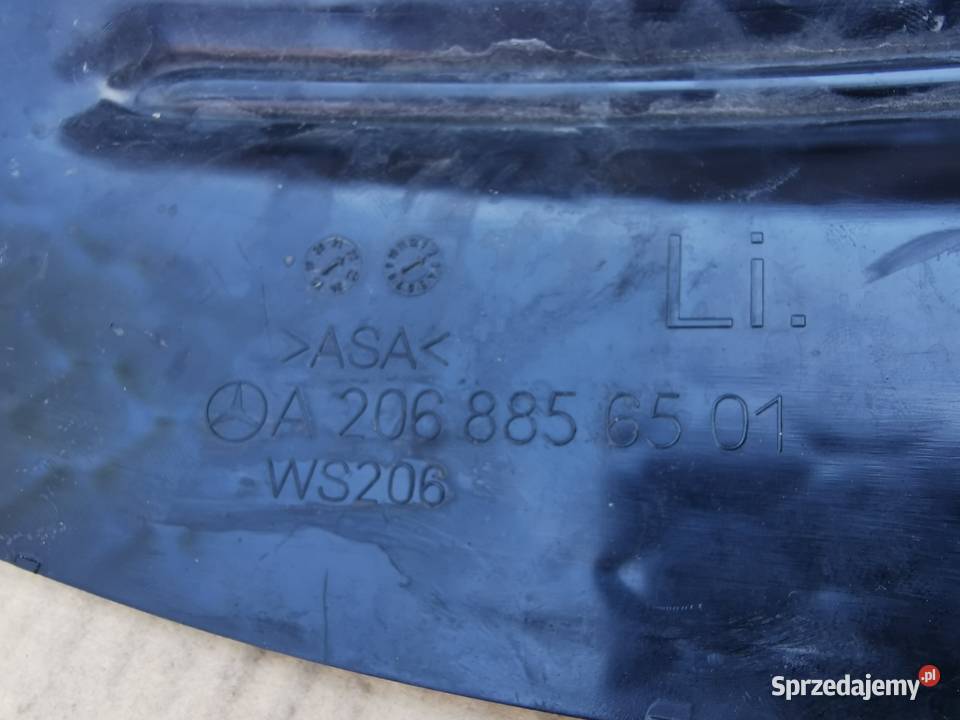 Li.
>ASA<
A 206 885 65 01
WS206
Sprzedajemy.pl